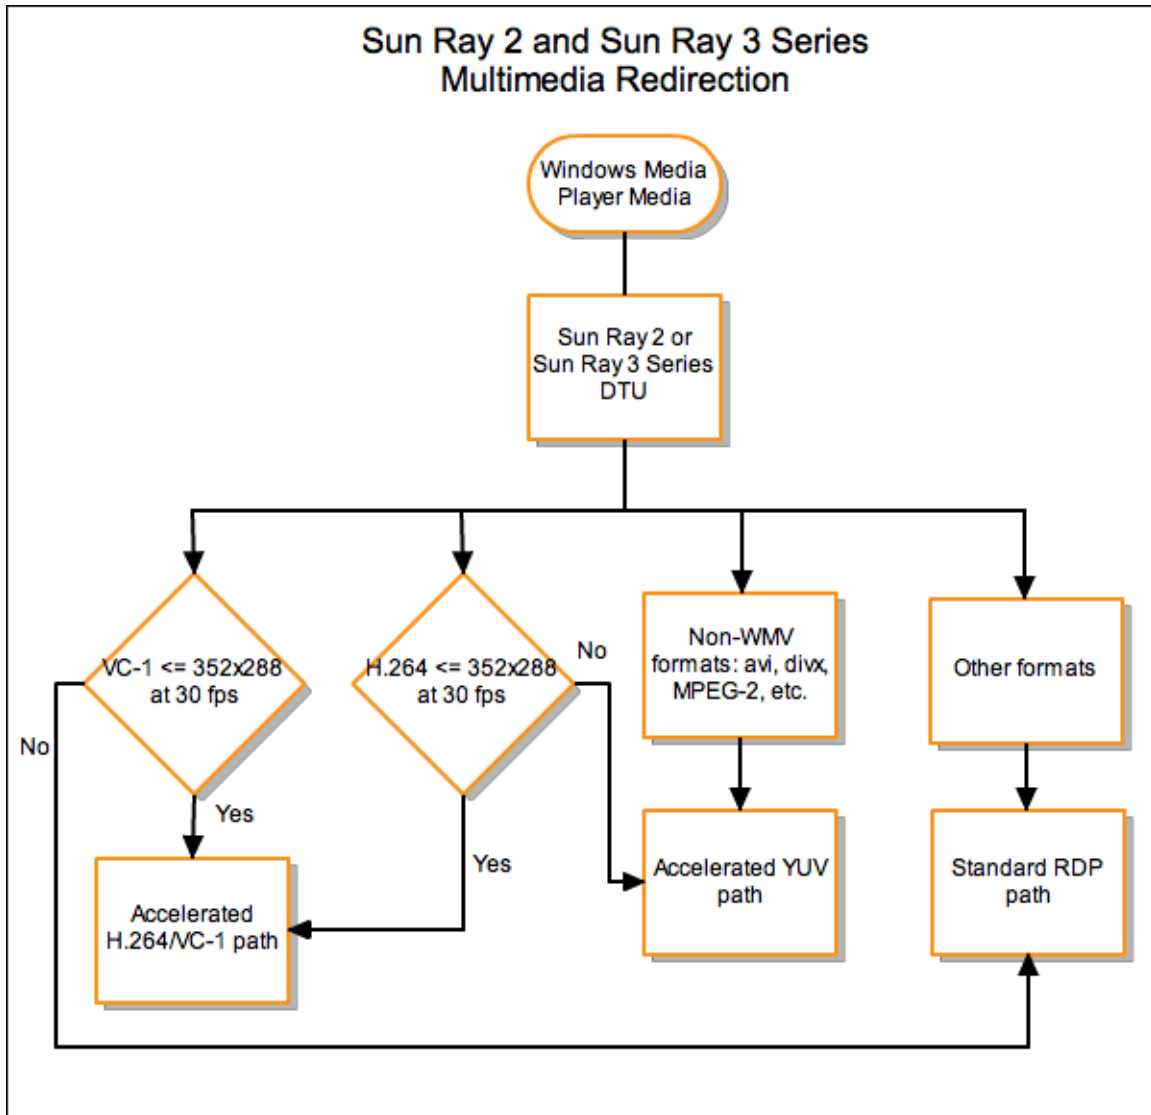 Sun Ray 2 and Sun Ray 3 Series
Multimedia Redirection
Windows Media
Player Media
Sun Ray 2 or
Sun Ray 3 Series
DTU
VC-1 <= 352x288
at 30 fps
H.264 <= 352x288
at 30 fps
No
Non-WMV
formats: avi, divx,
MPEG-2, etc.
Other formats
No
Yes
Yes
Accelerated
H.264/VC-1 path
Accelerated YUV
path
Standard RDP
path